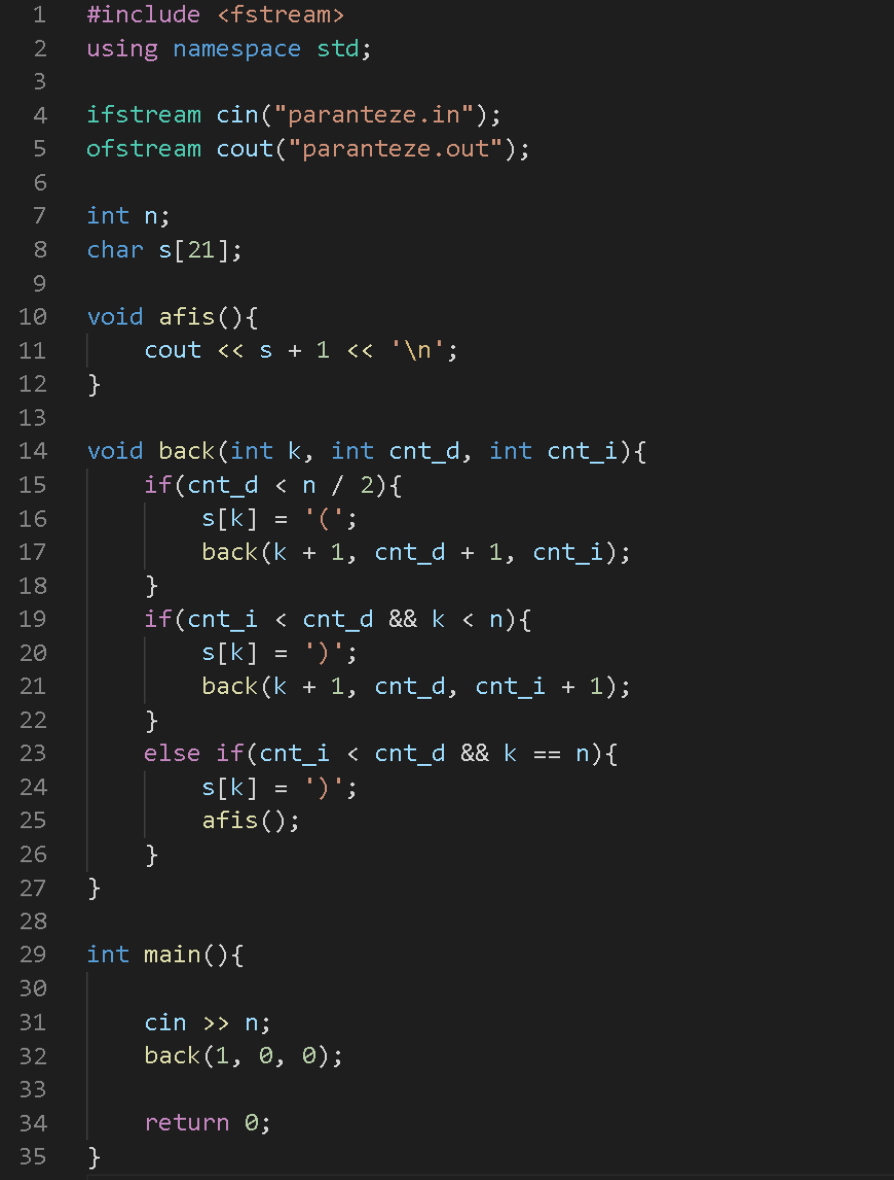 1 #include <fstream>
2 using namespace std;
3
4 ifstream cin("paranteze.in");
5 ofstream cout("paranteze.out");
6
7 int n;
8 char s[21];
9
10 void afis(){
11     cout << s + 1 << '\n';
12 }
13
14 void back(int k, int cnt_d, int cnt_i){
15     if(cnt_d < n / 2){
16         s[k] = '(';
17         back(k + 1, cnt_d + 1, cnt_i);
18     }
19     if(cnt_i < cnt_d && k < n){
20         s[k] = ')';
21         back(k + 1, cnt_d, cnt_i + 1);
22     }
23     else if(cnt_i < cnt_d && k == n){
24         s[k] = ')';
25         afis();
26     }
27 }
28
29 int main(){
30
31     cin >> n;
32     back(1, 0, 0);
33
34     return 0;
35 }